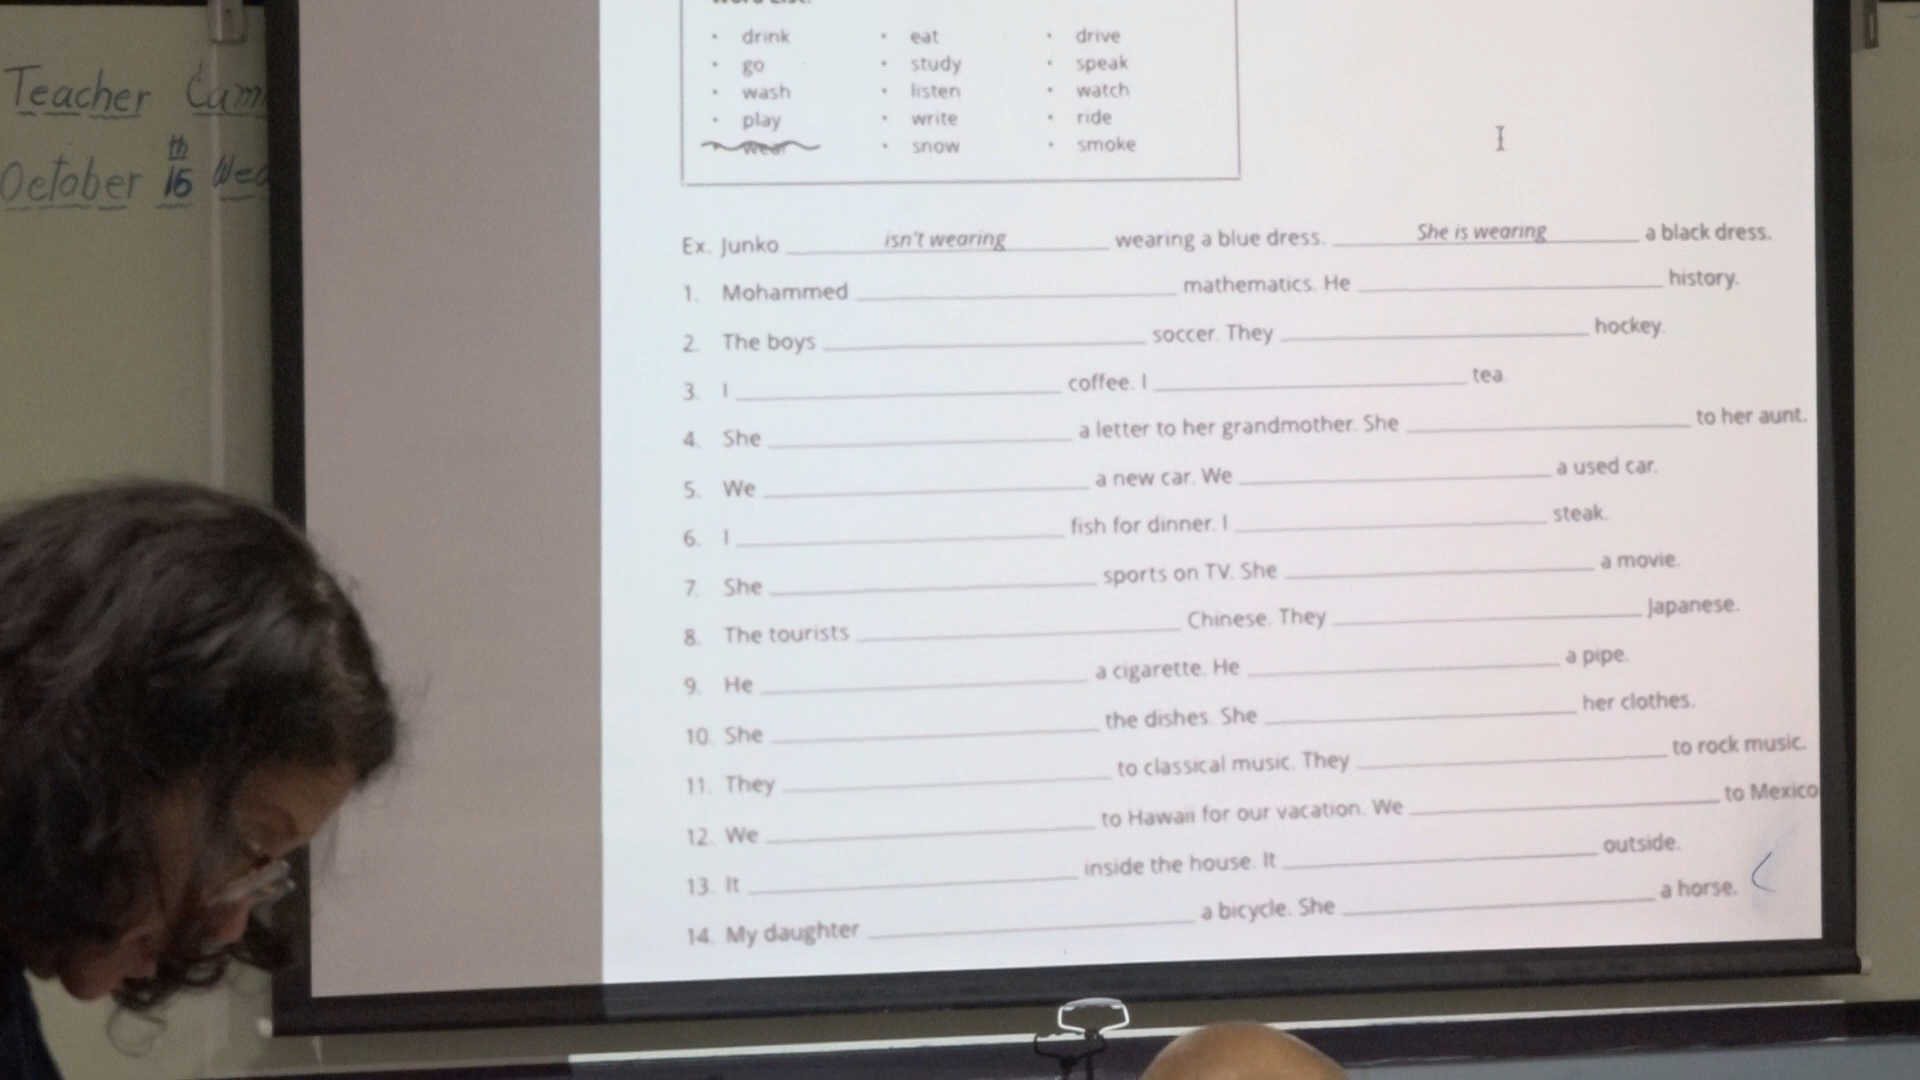 Word List:
• drink • eat • drive
• go • study • speak
• wash • listen • watch
• play • write • ride
• wear • snow • smoke
Teacher Cam
October 15th Wed
Ex. Junko isn't wearing wearing a blue dress. She is wearing a black dress.
1. Mohammed mathematics. He history.
2. The boys soccer. They hockey.
3. I coffee. I tea
4. She a letter to her grandmother. She to her aunt.
5. We a new car. We a used car.
6. I fish for dinner. I steak.
7. She sports on TV. She a movie.
8. The tourists Chinese. They Japanese.
9. He a cigarette. He a pipe.
10. She the dishes. She her clothes.
11. They to classical music. They to rock music.
12. We to Hawaii for our vacation. We to Mexico
13. It inside the house. It outside.
14. My daughter a bicycle. She a horse.